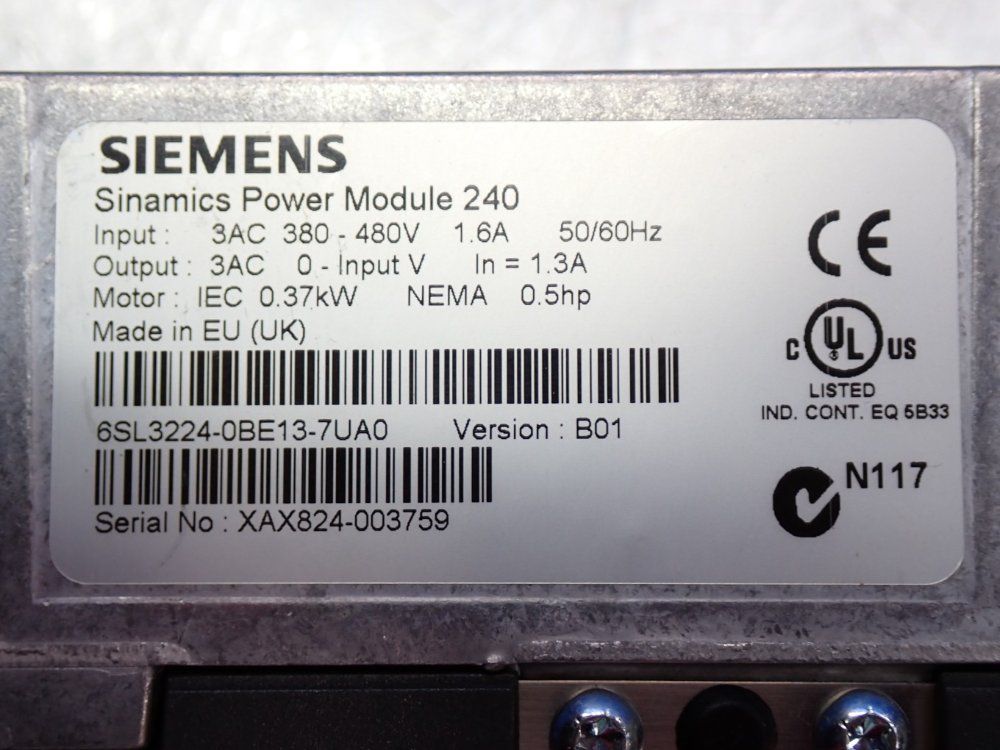 SIEMENS
Sinamics Power Module 240
Input : 3AC 380 - 480V 1.6A 50/60Hz
Output : 3AC 0 - Input V In = 1.3A
Motor : IEC 0.37kW NEMA 0.5hp
Made in EU (UK)
6SL3224-0BE13-7UA0 Version : B01
Serial No : XAX824-003759
CE
C UL US
LISTED
IND. CONT. EQ 5B33
N117